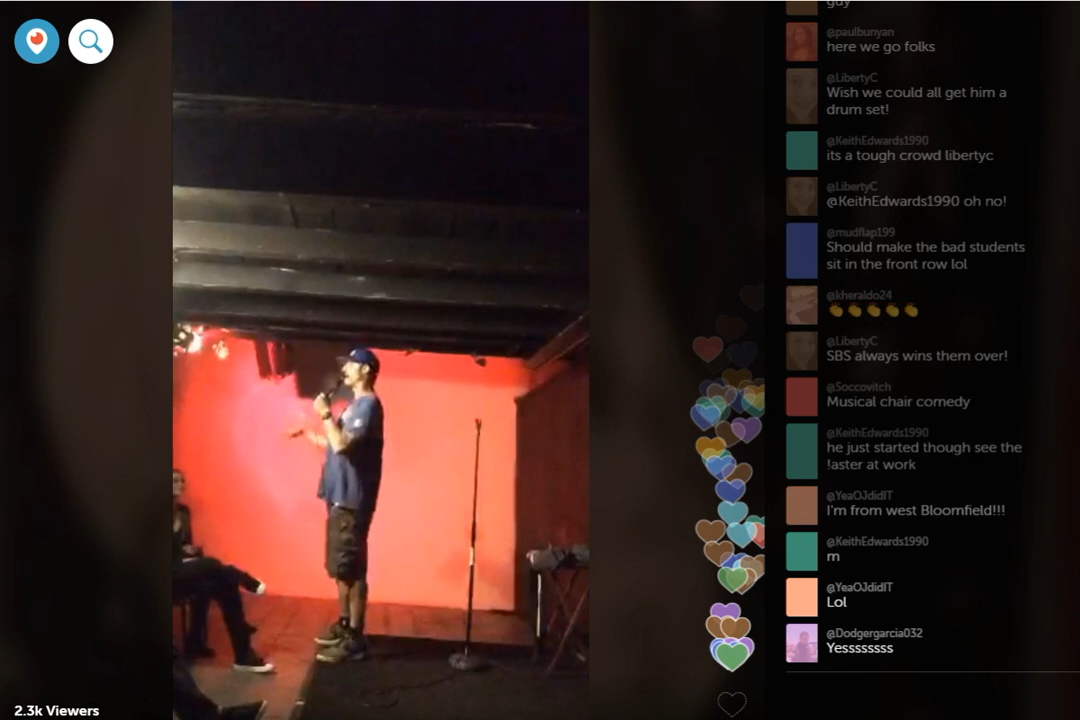 guy
@paulbunyan
here we go folks
@LibertyC
Wish we could all get him a
drum set!
@KeithEdwards1990
its a tough crowd libertyc
@LibertyC
@KeithEdwards1990 oh no!
@mudflap199
Should make the bad students
sit in the front row lol
@kheraldo24
👏👏👏👏👏
@LibertyC
SBS always wins them over!
@Soccovitch
Musical chair comedy
@KeithEdwards1990
he just started though see the
!aster at work
@YeaOJdidIT
I'm from west Bloomfield!!!
@KeithEdwards1990
m
@YeaOJdidIT
Lol
@Dodgergarcia032
Yessssssss
2.3k Viewers